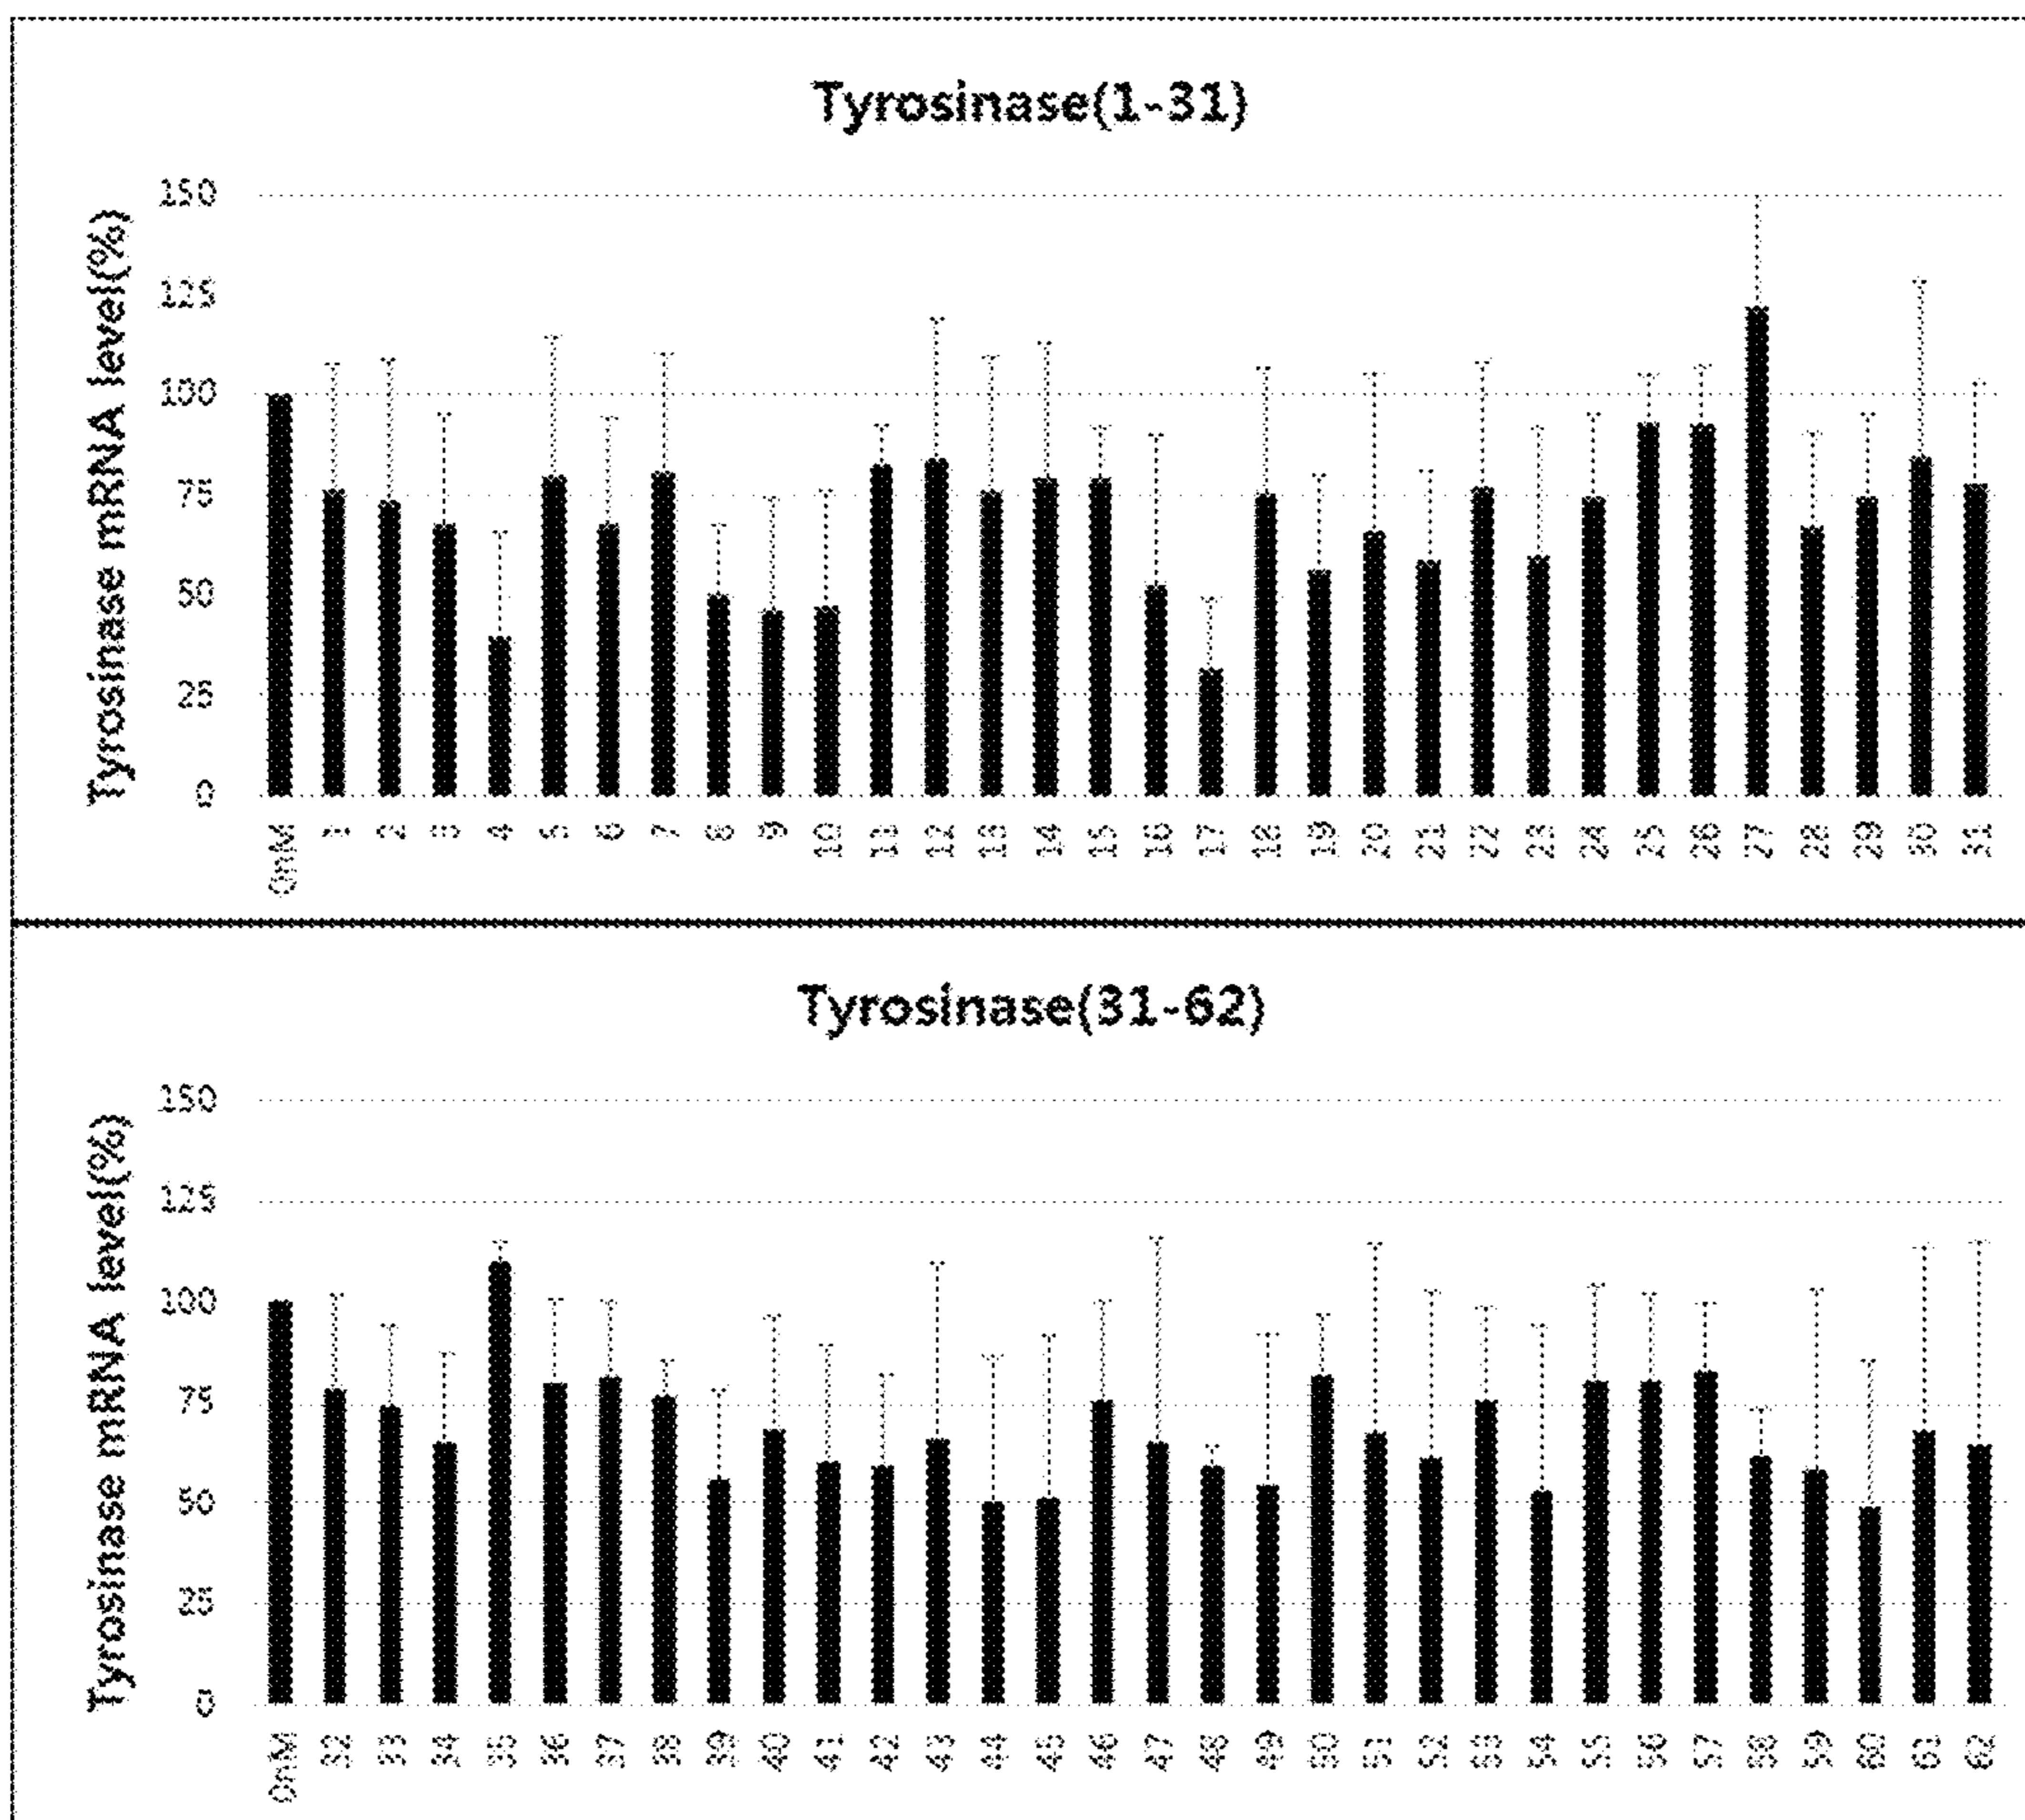 Tyrosinase(1-31)
Tyrosinase mRNA level(%)
150
125
100
75
50
25
0
0nM 1 2 3 4 5 6 7 8 9 10 11 12 13 14 15 16 17 18 19 20 21 22 23 24 25 26 27 28 29 30 31
Tyrosinase(31-62)
Tyrosinase mRNA level(%)
150
125
100
75
50
25
0
0nM 32 33 34 35 36 37 38 39 40 41 42 43 44 45 46 47 48 49 50 51 52 53 54 55 56 57 58 59 60 61 62